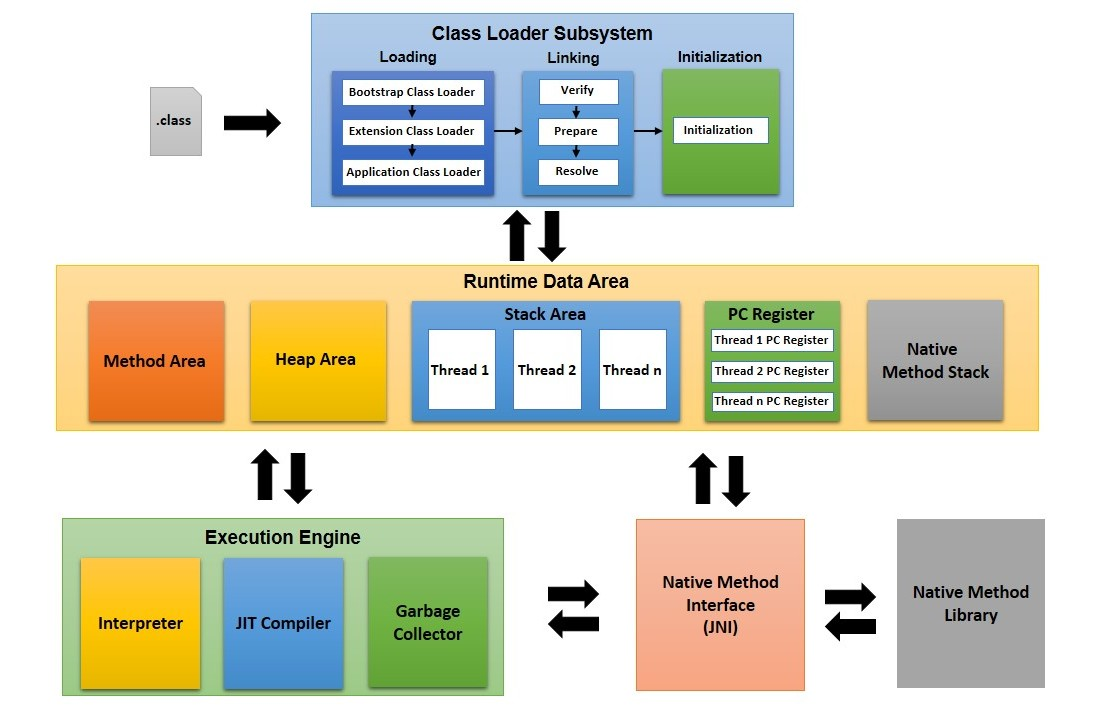 Class Loader Subsystem
Loading
Linking
Initialization
.class
Bootstrap Class Loader
Extension Class Loader
Application Class Loader
Verify
Prepare
Resolve
Initialization
Runtime Data Area
Method Area
Heap Area
Stack Area
Thread 1
Thread 2
Thread n
PC Register
Thread 1 PC Register
Thread 2 PC Register
Thread n PC Register
Native
Method Stack
Execution Engine
Interpreter
JIT Compiler
Garbage
Collector
Native Method
Interface
(JNI)
Native Method
Library